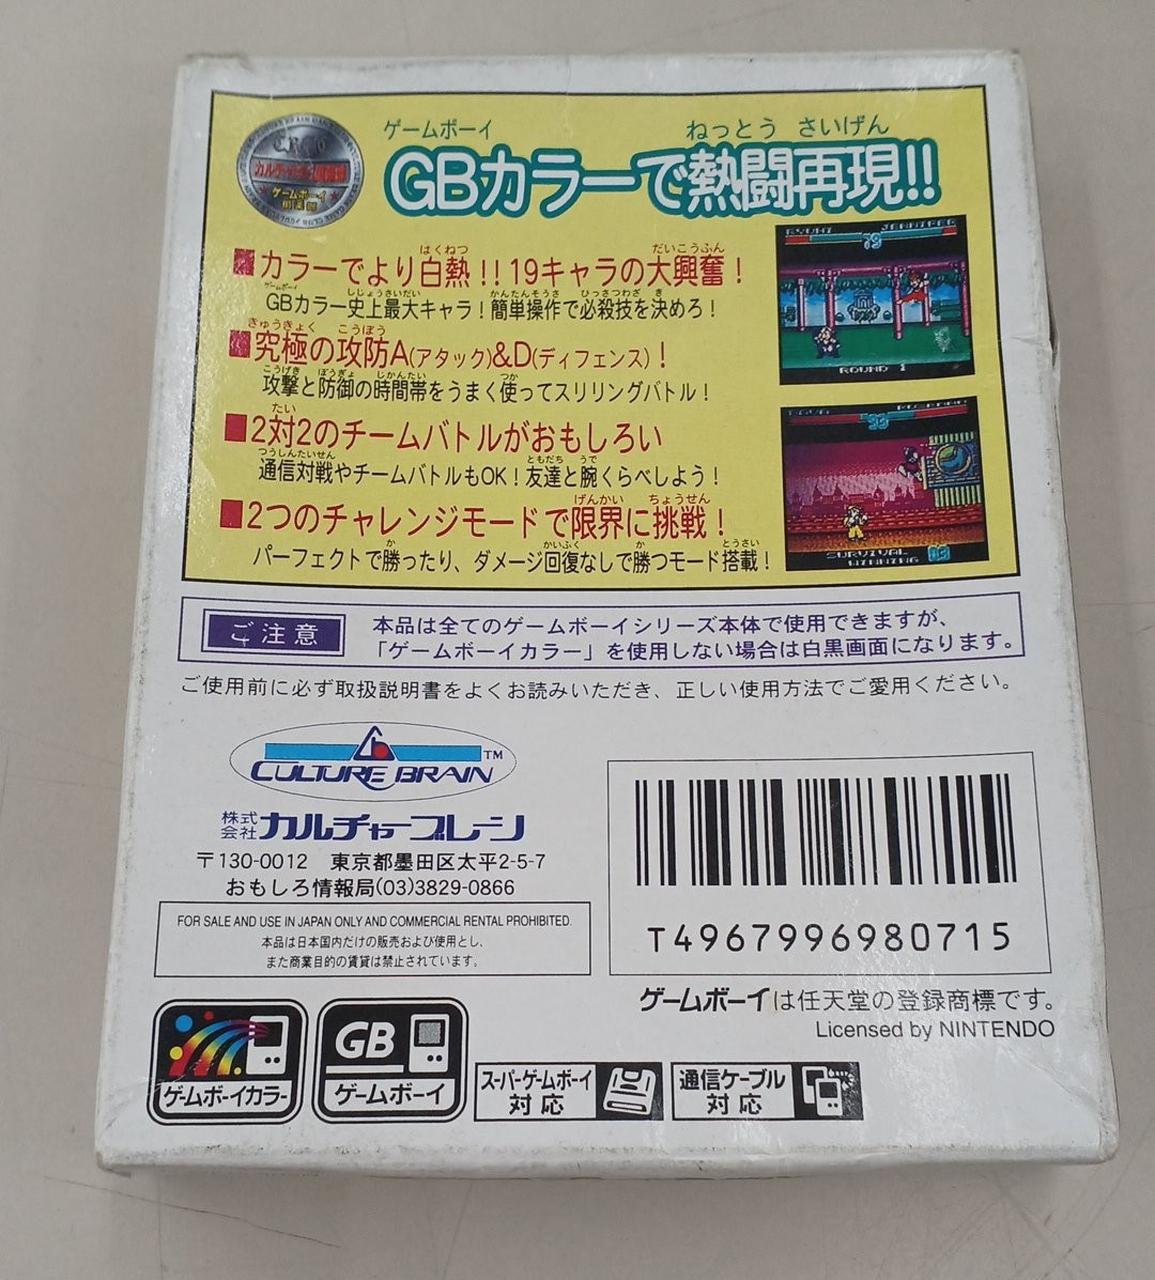 ゲームボーイ
ねっとう さいげん
GBカラーで熱闘再現!!
はくねつ だいこうふん
■カラーでより白熱!!19キャラの大興奮!
ゲームボーイ しじょうさいだい かんたんそうさ ひっさつわざ き
GBカラー史上最大キャラ!簡単操作で必殺技を決めろ!
きゅうきょく こうぼう
■究極の攻防A(アタック)&D(ディフェンス)!
こうげき ぼうぎょ じかんたい つか
攻撃と防御の時間帯をうまく使ってスリリングバトル!
たい
■2対2のチームバトルがおもしろい
つうしんたいせん ともだち うで
通信対戦やチームバトルもOK!友達と腕くらべしよう!
げんかい ちょうせん
■2つのチャレンジモードで限界に挑戦!
か かいふく か とうさい
パーフェクトで勝ったり、ダメージ回復なしで勝つモード搭載!
RYUHI JENNIFER
ROUND 1
SURVIVAL
WINNING
ご注意
本品は全てのゲームボーイシリーズ本体で使用できますが、
「ゲームボーイカラー」を使用しない場合は白黒画面になります。
ご使用前に必ず取扱説明書をよくお読みいただき、正しい使用方法でご愛用ください。
CULTURE BRAIN TM
株式会社カルチャーブレーン
〒130-0012 東京都墨田区太平2-5-7
おもしろ情報局(03)3829-0866
FOR SALE AND USE IN JAPAN ONLY AND COMMERCIAL RENTAL PROHIBITED.
本品は日本国内だけの販売および使用とし、
また商業目的の賃貸は禁止されています。
T4967996980715
ゲームボーイは任天堂の登録商標です。
Licensed by NINTENDO
ゲームボーイカラー
GB
ゲームボーイ
スーパーゲームボーイ
対応
通信ケーブル
対応